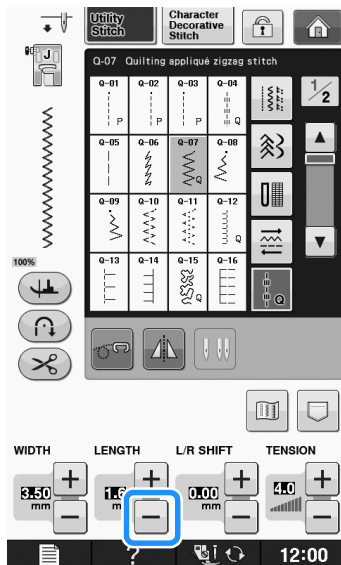 Utility
Stitch
Character
Decorative
Stitch
J
Q-07 Quilting appliqué zigzag stitch
1/2
Q-01 Q-02 Q-03 Q-04
P P P Q
Q-05 Q-06 Q-07 Q-08
Q
Q-09 Q-10 Q-11 Q-12
Q
Q-13 Q-14 Q-15 Q-16
Q
Q
100%
WIDTH LENGTH L/R SHIFT TENSION
3.50 mm
1.6
0.00 mm
4.0
?
12:00